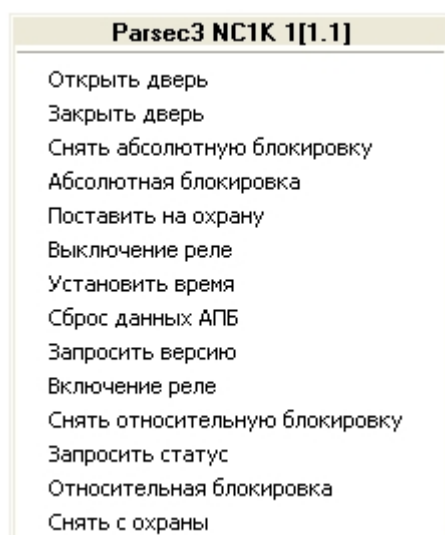 Parsec3 NC1K 1[1.1]
Открыть дверь
Закрыть дверь
Снять абсолютную блокировку
Абсолютная блокировка
Поставить на охрану
Выключение реле
Установить время
Сброс данных АПБ
Запросить версию
Включение реле
Снять относительную блокировку
Запросить статус
Относительная блокировка
Снять с охраны